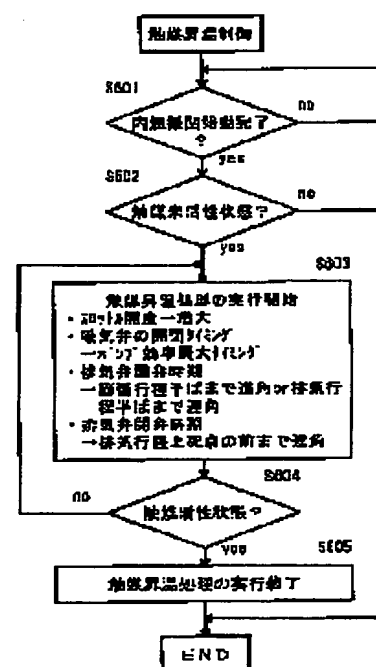 触媒昇温制御
S601
内燃機関始動完了
?
no
yes
S602
触媒未活性状態?
no
yes
S603
触媒昇温処理の実行開始
・スロットル開度→増大
・吸気弁の開閉タイミング
→ポンプ効率最大タイミング
・排気弁開弁時期
→膨張行程半ばまで進角or排気行
程半ばまで遅角
・排気弁閉弁時期
→排気行程上死点の前まで進角
S604
no
触媒活性状態?
yes
S605
触媒昇温処理の実行終了
END